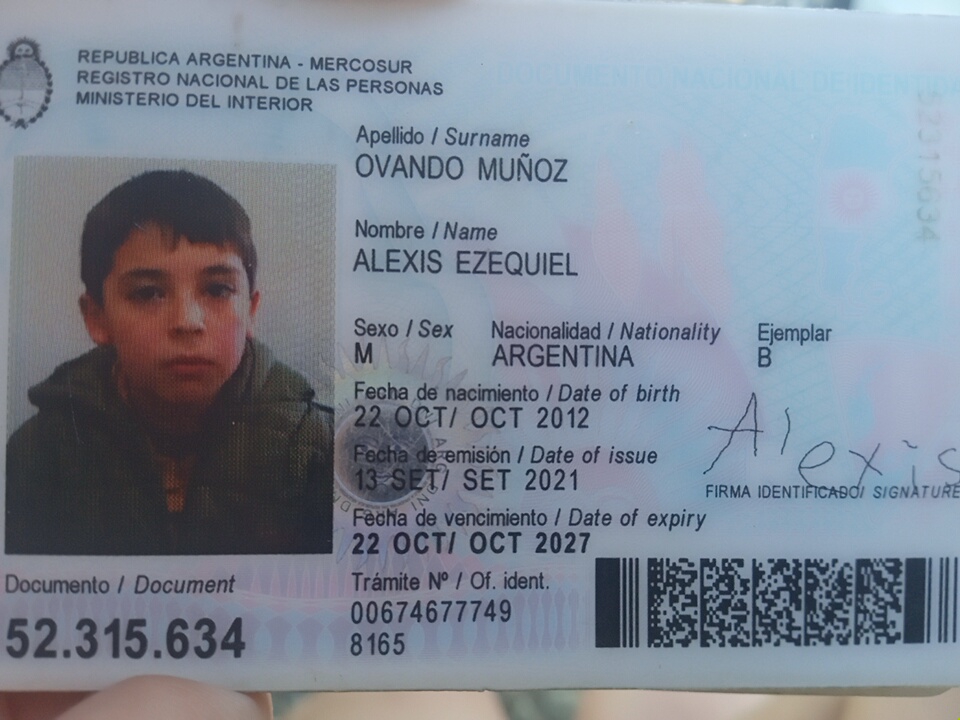 REPUBLICA ARGENTINA - MERCOSUR
REGISTRO NACIONAL DE LAS PERSONAS
MINISTERIO DEL INTERIOR
DOCUMENTO NACIONAL DE IDENTIDA
Apellido / Surname
OVANDO MUÑOZ
Nombre / Name
ALEXIS EZEQUIEL
Sexo / Sex Nacionalidad / Nationality Ejemplar
M ARGENTINA B
Fecha de nacimiento / Date of birth
22 OCT/ OCT 2012
Fecha de emisión / Date of issue
13 SET/ SET 2021
Alexis
FIRMA IDENTIFICADO/ SIGNATURE
Fecha de vencimiento / Date of expiry
22 OCT/ OCT 2027
Documento / Document
52.315.634
Trámite Nº / Of. ident.
00674677749
8165
52315634